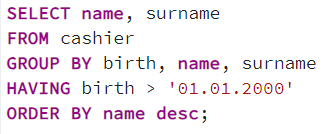 SELECT name, surname
FROM cashier
GROUP BY birth, name, surname
HAVING birth > '01.01.2000'
ORDER BY name desc;